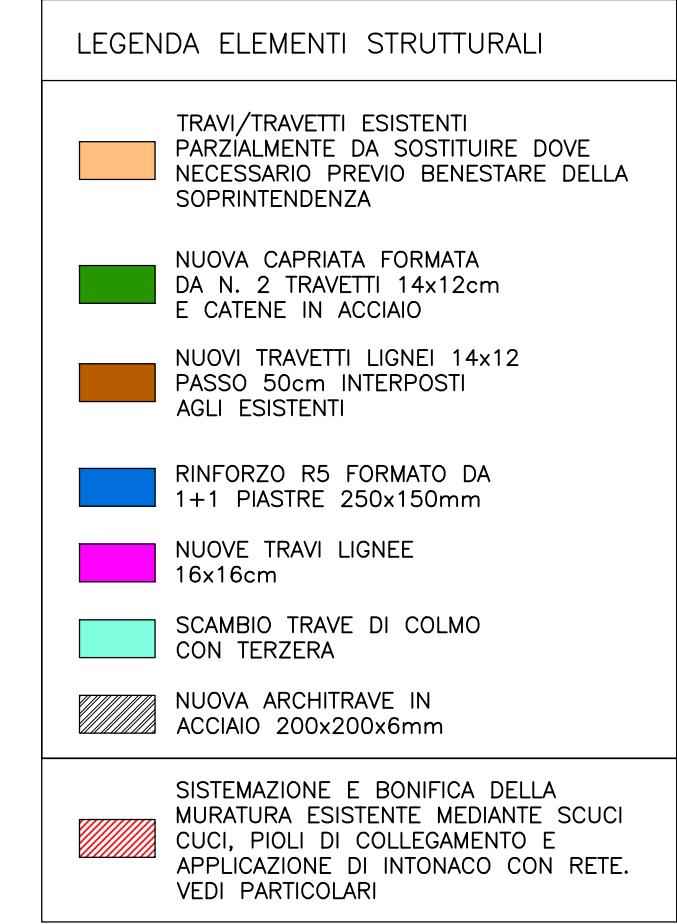 LEGENDA ELEMENTI STRUTTURALI
TRAVI/TRAVETTI ESISTENTI
PARZIALMENTE DA SOSTITUIRE DOVE
NECESSARIO PREVIO BENESTARE DELLA
SOPRINTENDENZA
NUOVA CAPRIATA FORMATA
DA N. 2 TRAVETTI 14x12cm
E CATENE IN ACCIAIO
NUOVI TRAVETTI LIGNEI 14x12
PASSO 50cm INTERPOSTI
AGLI ESISTENTI
RINFORZO R5 FORMATO DA
1+1 PIASTRE 250x150mm
NUOVE TRAVI LIGNEE
16x16cm
SCAMBIO TRAVE DI COLMO
CON TERZERA
NUOVA ARCHITRAVE IN
ACCIAIO 200x200x6mm
SISTEMAZIONE E BONIFICA DELLA
MURATURA ESISTENTE MEDIANTE SCUCI
CUCI, PIOLI DI COLLEGAMENTO E
APPLICAZIONE DI INTONACO CON RETE.
VEDI PARTICOLARI